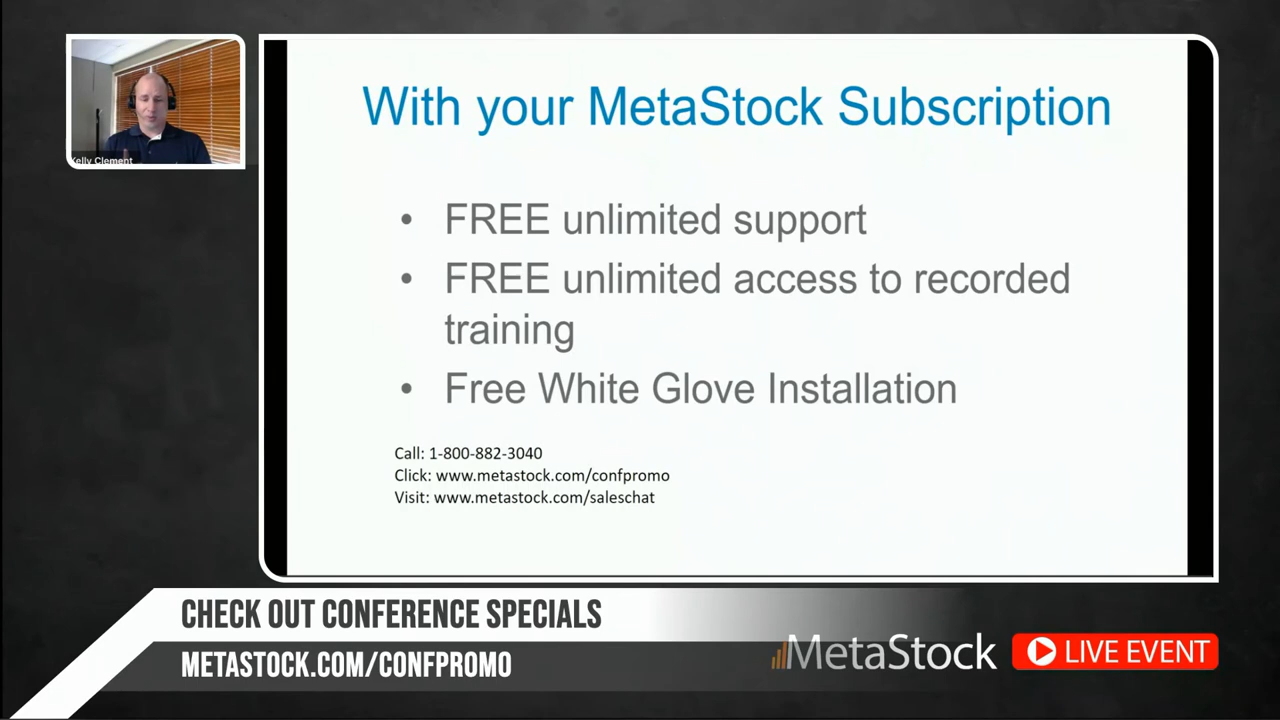 Kelly Clement
With your MetaStock Subscription
• FREE unlimited support
• FREE unlimited access to recorded
training
• Free White Glove Installation
Call: 1-800-882-3040
Click: www.metastock.com/confpromo
Visit: www.metastock.com/saleschat
CHECK OUT CONFERENCE SPECIALS
METASTOCK.COM/CONFPROMO
MetaStock
LIVE EVENT